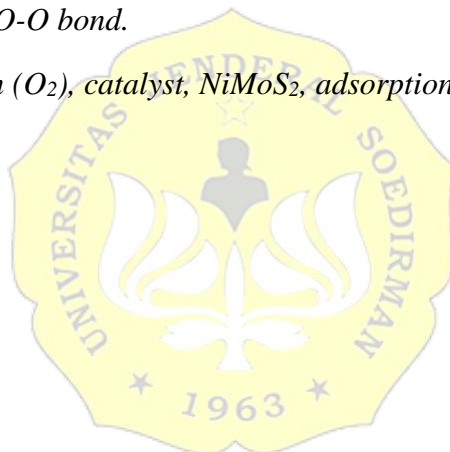 O-O bond.
n (O₂), catalyst, NiMoS₂, adsorption
UNIVERSITAS JENDERAL SOEDIRMAN
1963